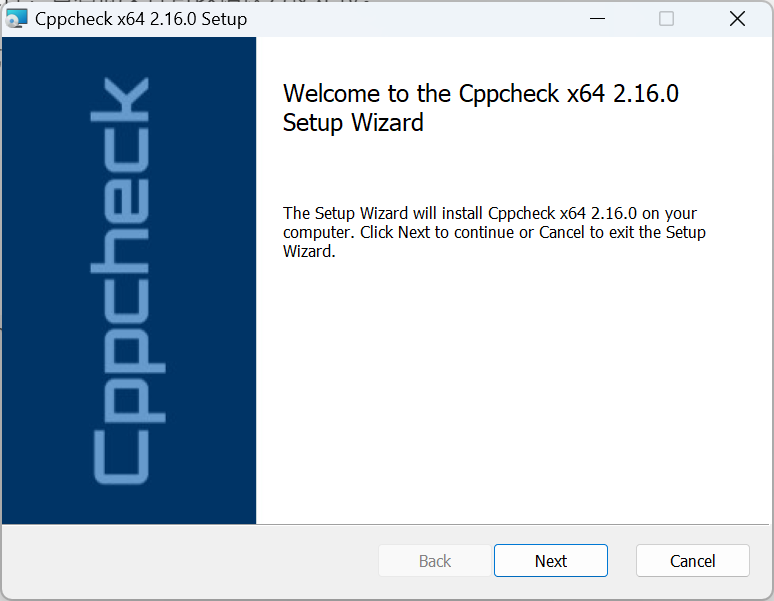 Cppcheck x64 2.16.0 Setup
Cppcheck
Welcome to the Cppcheck x64 2.16.0
Setup Wizard
The Setup Wizard will install Cppcheck x64 2.16.0 on your
computer. Click Next to continue or Cancel to exit the Setup
Wizard.
Back
Next
Cancel